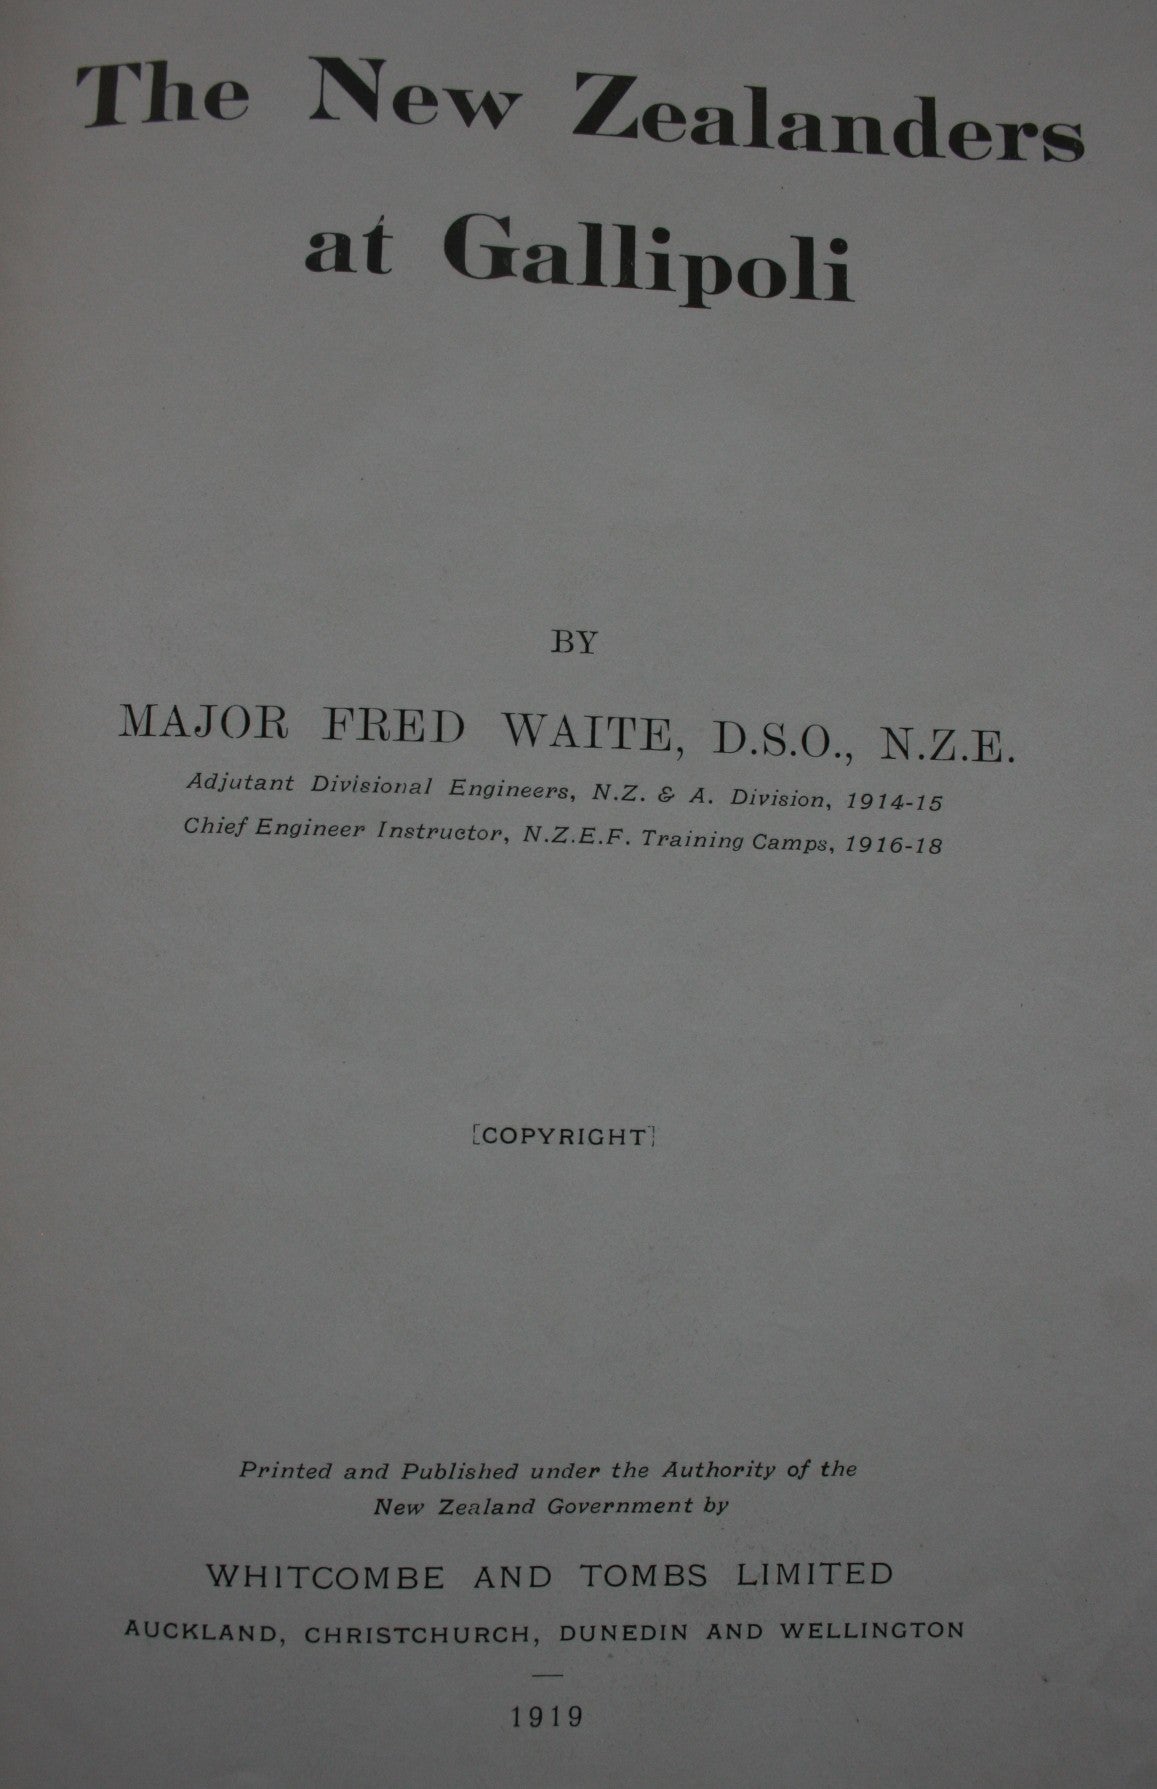 The New Zealanders
at Gallipoli
BY
MAJOR FRED WAITE, D.S.O., N.Z.E.
Adjutant Divisional Engineers, N.Z. & A. Division, 1914-15
Chief Engineer Instructor, N.Z.E.F. Training Camps, 1916-18
[COPYRIGHT]
Printed and Published under the Authority of the
New Zealand Government by
WHITCOMBE AND TOMBS LIMITED
AUCKLAND, CHRISTCHURCH, DUNEDIN AND WELLINGTON
1919